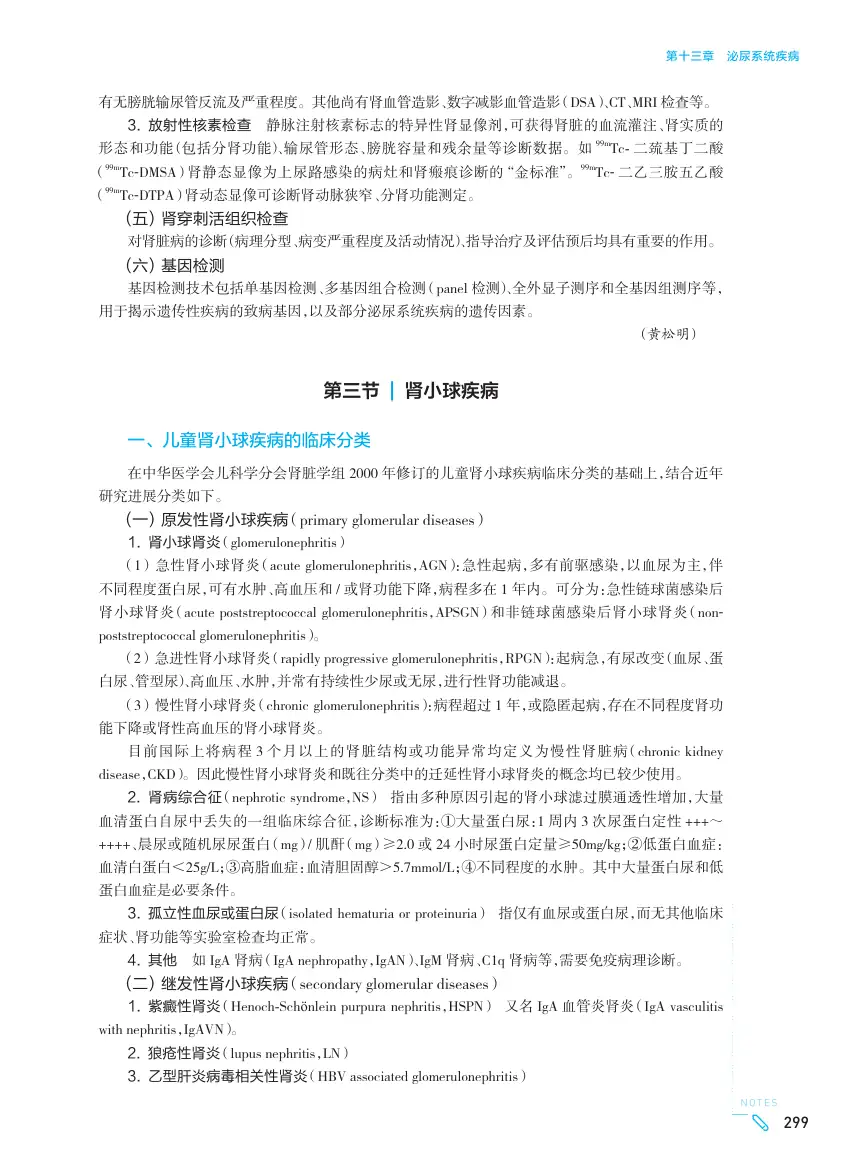 第十三章 泌尿系统疾病
有无膀胱输尿管反流及严重程度。其他尚有肾血管造影、数字减影血管造影(DSA)、CT、MRI 检查等。
3. 放射性核素检查 静脉注射核素标志的特异性肾显像剂,可获得肾脏的血流灌注、肾实质的
形态和功能(包括分肾功能)、输尿管形态、膀胱容量和残余量等诊断数据。如 99mTc- 二巯基丁二酸
(99mTc-DMSA)肾静态显像为上尿路感染的病灶和肾瘢痕诊断的“金标准”。99mTc- 二乙三胺五乙酸
(99mTc-DTPA)肾动态显像可诊断肾动脉狭窄、分肾功能测定。
(五)肾穿刺活组织检查
对肾脏病的诊断(病理分型、病变严重程度及活动情况)、指导治疗及评估预后均具有重要的作用。
(六)基因检测
基因检测技术包括单基因检测、多基因组合检测(panel 检测)、全外显子测序和全基因组测序等,
用于揭示遗传性疾病的致病基因,以及部分泌尿系统疾病的遗传因素。
(黄松明)
第三节 | 肾小球疾病
一、儿童肾小球疾病的临床分类
在中华医学会儿科学分会肾脏学组 2000 年修订的儿童肾小球疾病临床分类的基础上,结合近年
研究进展分类如下。
(一)原发性肾小球疾病(primary glomerular diseases)
1. 肾小球肾炎(glomerulonephritis)
(1)急性肾小球肾炎(acute glomerulonephritis,AGN):急性起病,多有前驱感染,以血尿为主,伴
不同程度蛋白尿,可有水肿、高血压和 / 或肾功能下降,病程多在 1 年内。可分为:急性链球菌感染后
肾小球肾炎(acute poststreptococcal glomerulonephritis,APSGN)和非链球菌感染后肾小球肾炎(non-
poststreptococcal glomerulonephritis)。
(2)急进性肾小球肾炎(rapidly progressive glomerulonephritis,RPGN):起病急,有尿改变(血尿、蛋
白尿、管型尿)、高血压、水肿,并常有持续性少尿或无尿,进行性肾功能减退。
(3)慢性肾小球肾炎(chronic glomerulonephritis):病程超过 1 年,或隐匿起病,存在不同程度肾功
能下降或肾性高血压的肾小球肾炎。
目前国际上将病程 3 个月以上的肾脏结构或功能异常均定义为慢性肾脏病(chronic kidney
disease,CKD)。因此慢性肾小球肾炎和既往分类中的迁延性肾小球肾炎的概念均已较少使用。
2. 肾病综合征(nephrotic syndrome,NS) 指由多种原因引起的肾小球滤过膜通透性增加,大量
血清蛋白自尿中丢失的一组临床综合征,诊断标准为:①大量蛋白尿:1 周内 3 次尿蛋白定性 +++~
++++、晨尿或随机尿尿蛋白(mg)/ 肌酐(mg)≥2.0 或 24 小时尿蛋白定量≥50mg/kg;②低蛋白血症:
血清白蛋白<25g/L;③高脂血症:血清胆固醇>5.7mmol/L;④不同程度的水肿。其中大量蛋白尿和低
蛋白血症是必要条件。
3. 孤立性血尿或蛋白尿(isolated hematuria or proteinuria) 指仅有血尿或蛋白尿,而无其他临床
症状、肾功能等实验室检查均正常。
4. 其他 如 IgA 肾病(IgA nephropathy,IgAN)、IgM 肾病、C1q 肾病等,需要免疫病理诊断。
(二)继发性肾小球疾病(secondary glomerular diseases)
1. 紫癜性肾炎(Henoch-Schönlein purpura nephritis,HSPN) 又名 IgA 血管炎肾炎(IgA vasculitis
with nephritis,IgAVN)。
2. 狼疮性肾炎(lupus nephritis,LN)
3. 乙型肝炎病毒相关性肾炎(HBV associated glomerulonephritis)
NOTES
299